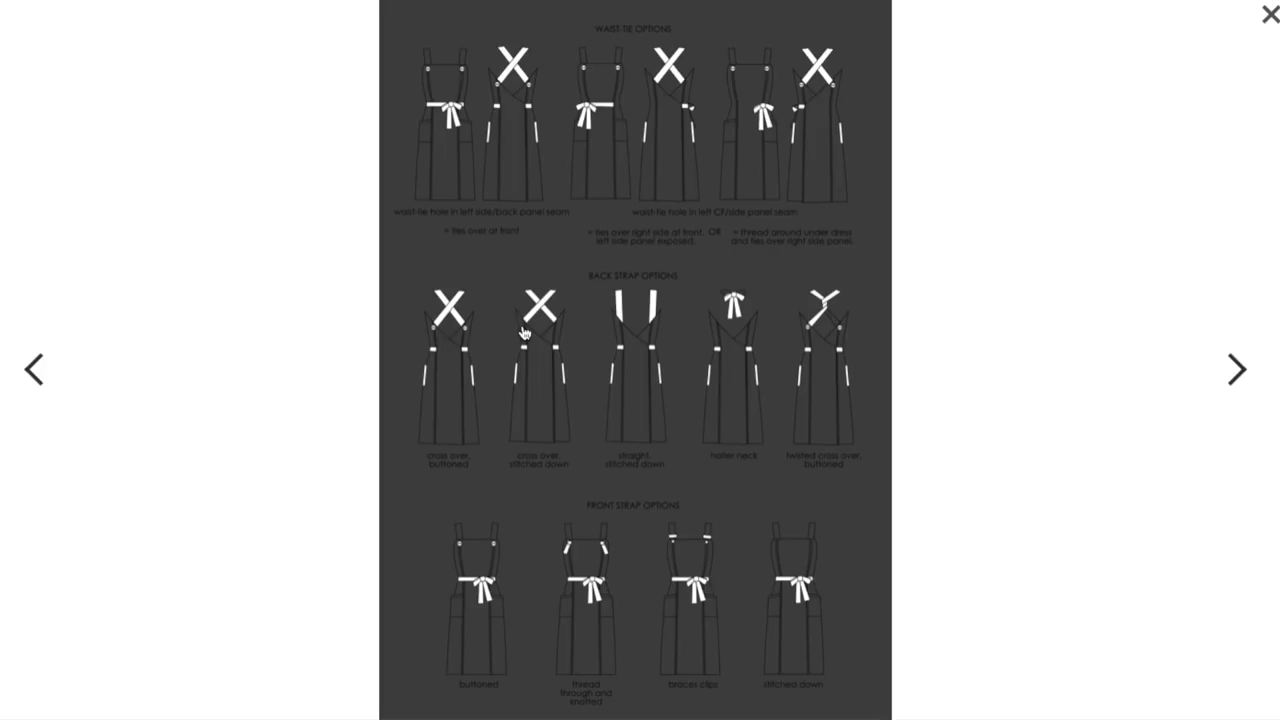 WAIST-TIE OPTIONS
waist-tie hole in left side/back panel seam
waist-tie hole in left CF/side panel seam
= ties over at front
= ties over right side at front,
left side panel exposed.
OR
= thread around under dress
and ties over right side panel.
BACK STRAP OPTIONS
cross over,
buttoned
cross over,
stitched down
straight,
stitched down
halter neck
twisted cross over,
buttoned
FRONT STRAP OPTIONS
buttoned
thread
through and
knotted
braces clips
stitched down